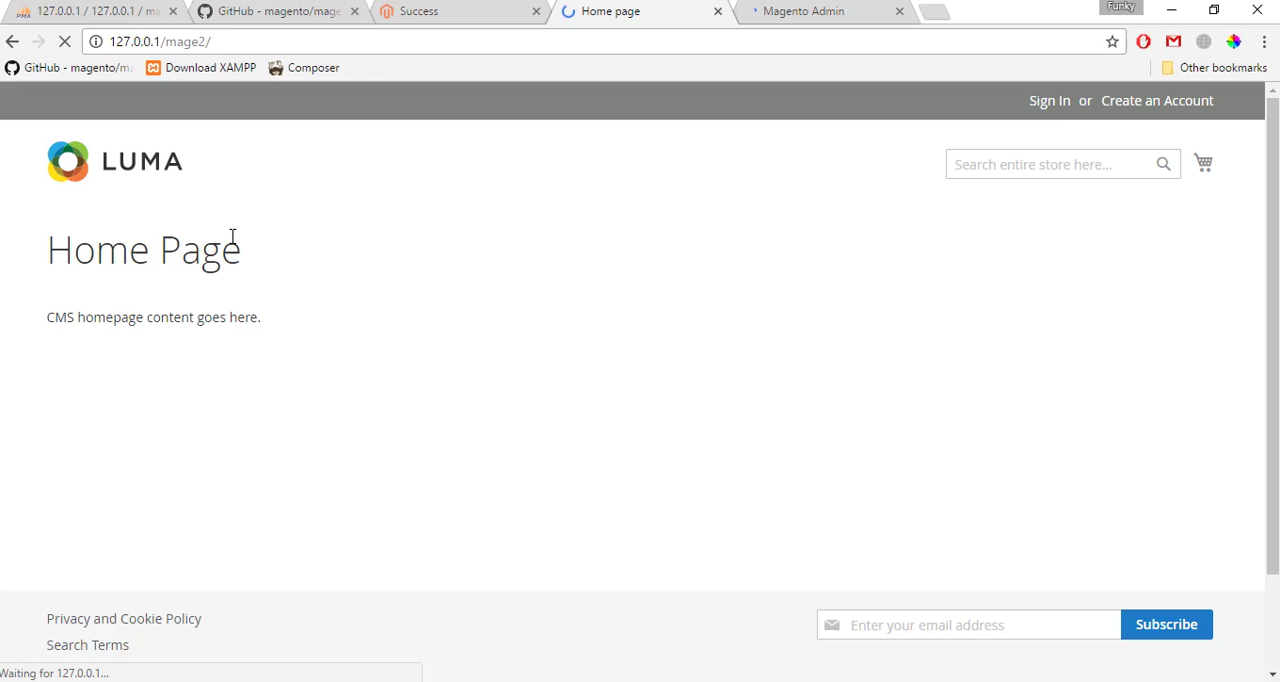 127.0.0.1 / 127.0.0.1 / ma
GitHub - magento/mage
Success
Home page
Magento Admin
Funky
127.0.0.1/mage2/
GitHub - magento/ma
Download XAMPP
Composer
Other bookmarks
Sign In or Create an Account
LUMA
Search entire store here...
Home Page
CMS homepage content goes here.
Privacy and Cookie Policy
Enter your email address
Subscribe
Search Terms
Waiting for 127.0.0.1...